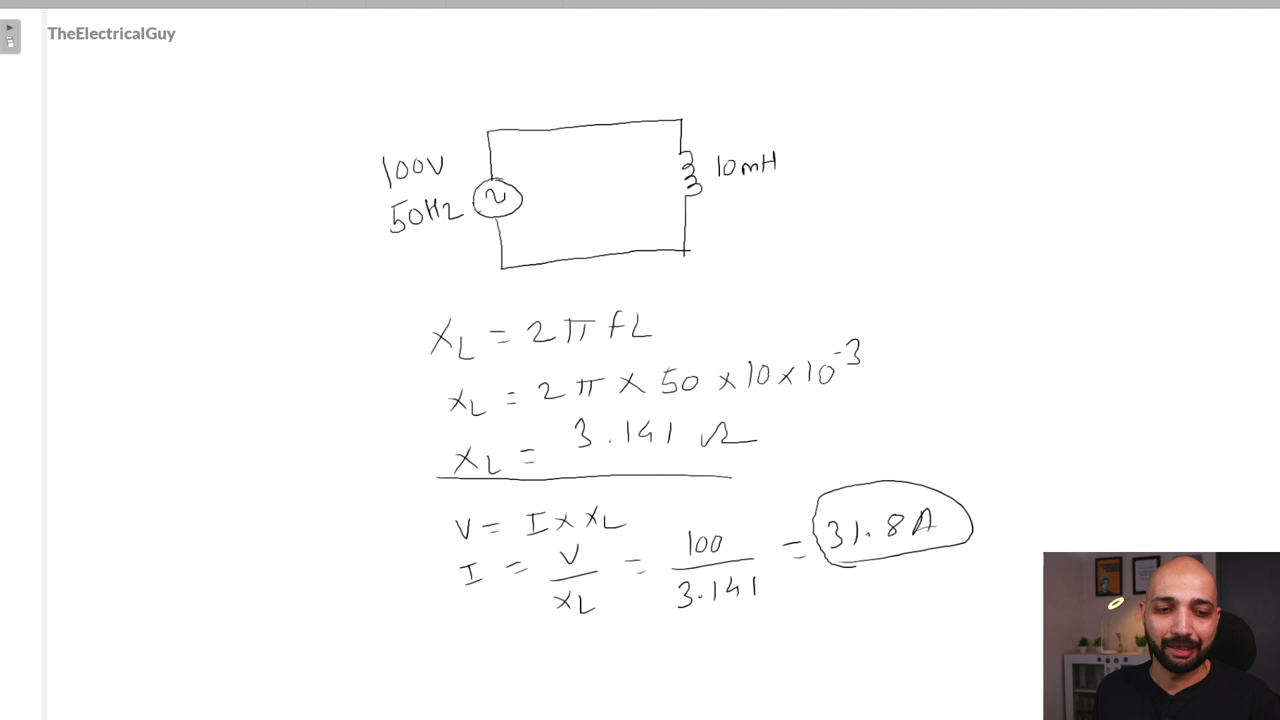 TheElectricalGuy
100V
50Hz
10mH
XL = 2π fL
XL = 2π × 50 × 10 × 10⁻³
XL = 3.141 Ω
V = I × XL
I = V/XL = 100/3.141 = 31.8A